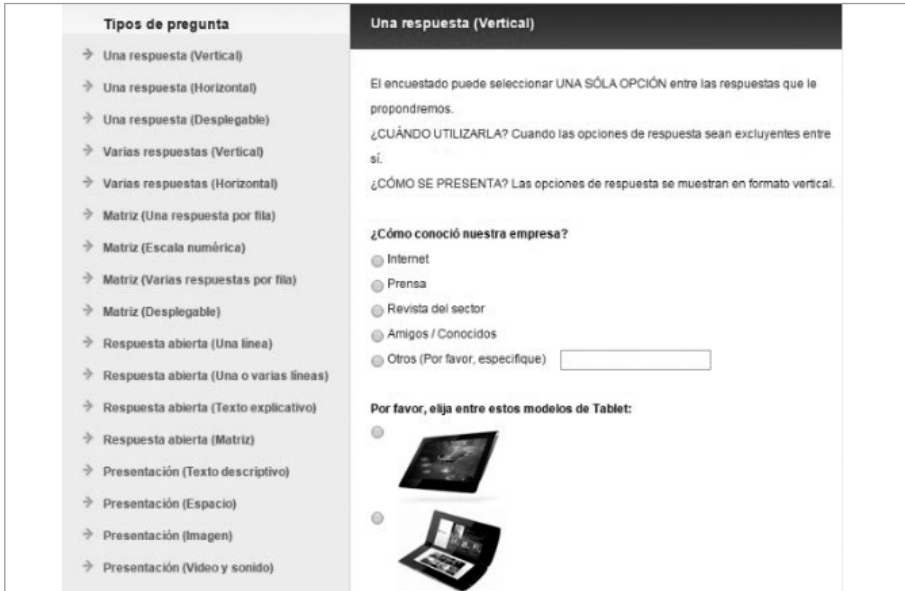 Tipos de pregunta
Una respuesta (Vertical)
Una respuesta (Horizontal)
Una respuesta (Desplegable)
Varias respuestas (Vertical)
Varias respuestas (Horizontal)
Matriz (Una respuesta por fila)
Matriz (Escala numérica)
Matriz (Varias respuestas por fila)
Matriz (Desplegable)
Respuesta abierta (Una línea)
Respuesta abierta (Una o varias líneas)
Respuesta abierta (Texto explicativo)
Respuesta abierta (Matriz)
Presentación (Texto descriptivo)
Presentación (Espacio)
Presentación (Imagen)
Presentación (Video y sonido)
Una respuesta (Vertical)
El encuestado puede seleccionar UNA SÓLA OPCIÓN entre las respuestas que le
propondremos.
¿CUÁNDO UTILIZARLA? Cuando las opciones de respuesta sean excluyentes entre
sí.
¿CÓMO SE PRESENTA? Las opciones de respuesta se muestran en formato vertical.
¿Cómo conoció nuestra empresa?
Internet
Prensa
Revista del sector
Amigos / Conocidos
Otros (Por favor, especifique)
Por favor, elija entre estos modelos de Tablet: